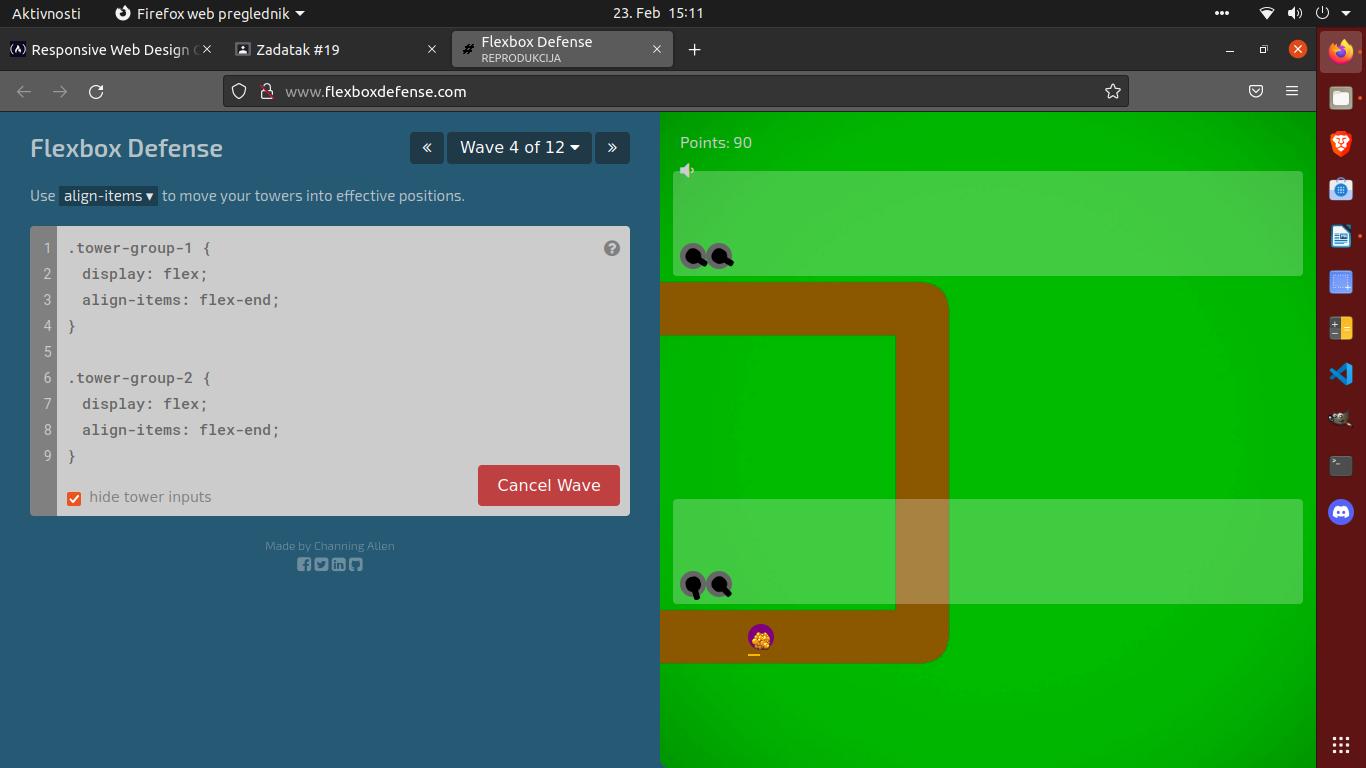 Aktivnosti
Firefox web preglednik
23. Feb 15:11
Responsive Web Design
Zadatak #19
Flexbox Defense
REPRODUKCIJA
www.flexboxdefense.com
Flexbox Defense
«
Wave 4 of 12
»
Use align-items ▾ to move your towers into effective positions.
1 .tower-group-1 {
2 display: flex;
3 align-items: flex-end;
4 }
5
6 .tower-group-2 {
7 display: flex;
8 align-items: flex-end;
9 }
hide tower inputs
Cancel Wave
Made by Channing Allen
Points: 90